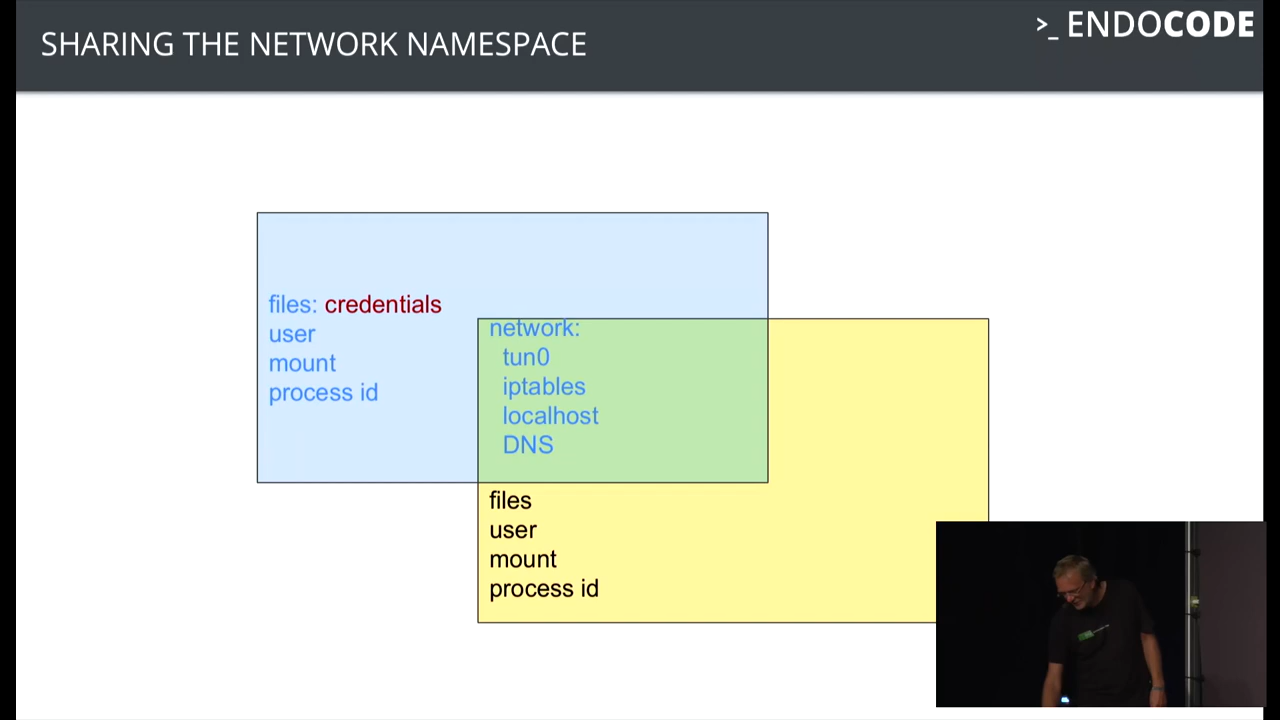 SHARING THE NETWORK NAMESPACE
>_ ENDOCODE
files: credentials
user
mount
process id
network:
tun0
iptables
localhost
DNS
files
user
mount
process id